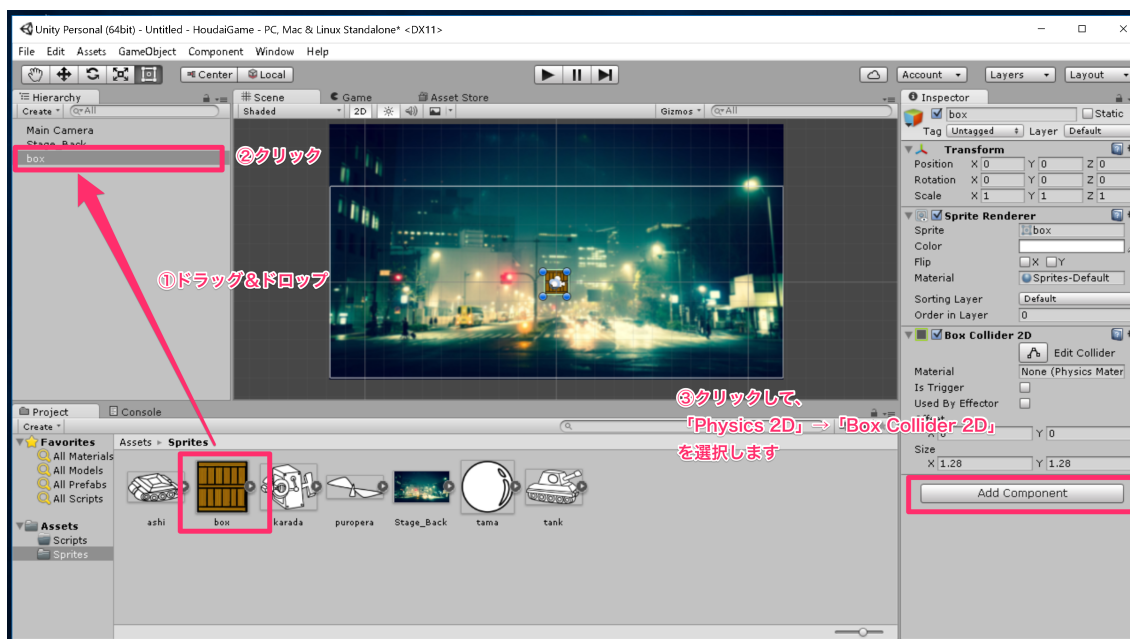 Unity Personal (64bit) - Untitled - HoudaiGame - PC, Mac & Linux Standalone* <DX11>
File Edit Assets GameObject Component Window Help
Center Local Account Layers Layout
Hierarchy
Create All
Main Camera
Stage_Back
box
②クリック
①ドラッグ&ドロップ
Scene Game Asset Store
Shaded 2D Gizmos All
Inspector
box Static
Tag Untagged Layer Default
Transform
Position X 0 Y 0 Z 0
Rotation X 0 Y 0 Z 0
Scale X 1 Y 1 Z 1
Sprite Renderer
Sprite box
Color
Flip X Y
Material Sprites-Default
Sorting Layer Default
Order in Layer 0
Box Collider 2D
Edit Collider
Material None (Physics Mater
Is Trigger
Used By Effector
Offset
X 0 Y 0
Size
X 1.28 Y 1.28
Add Component
③クリックして、
「Physics 2D」→「Box Collider 2D」
を選択します
Project Console
Create
Favorites
All Materials
All Models
All Prefabs
All Scripts
Assets
Scripts
Sprites
Assets Sprites
ashi box karada puropera Stage_Back tama tank